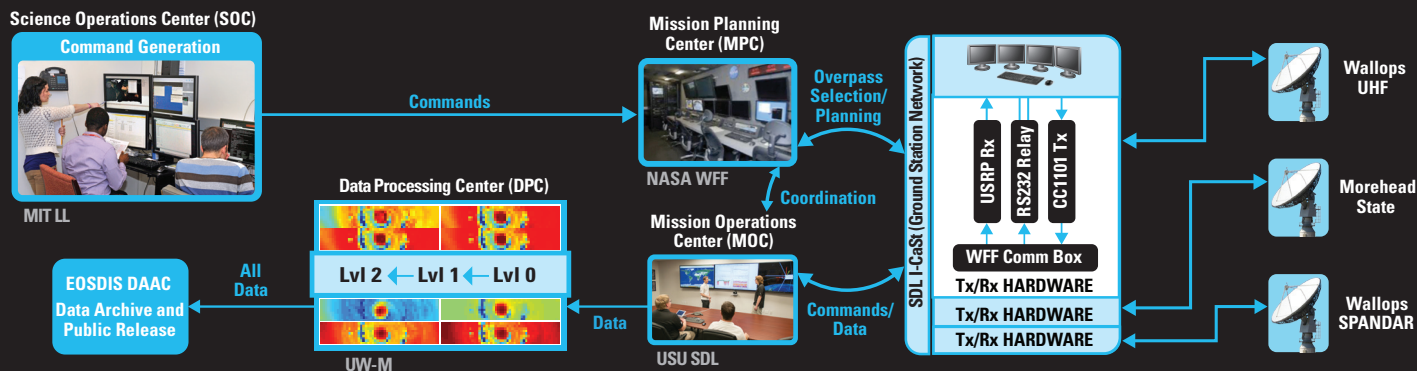 Science Operations Center (SOC)
Command Generation
MIT LL
Commands
Mission Planning
Center (MPC)
NASA WFF
Overpass
Selection/
Planning
Coordination
Mission Operations
Center (MOC)
USU SDL
Commands/
Data
Data
Data Processing Center (DPC)
Lvl 2
Lvl 1
Lvl 0
UW-M
All
Data
EOSDIS DAAC
Data Archive and
Public Release
SDL I-CaSt (Ground Station Network)
USRP Rx
RS232 Relay
CC1101 Tx
WFF Comm Box
Tx/Rx HARDWARE
Tx/Rx HARDWARE
Tx/Rx HARDWARE
Wallops
UHF
Morehead
State
Wallops
SPANDAR